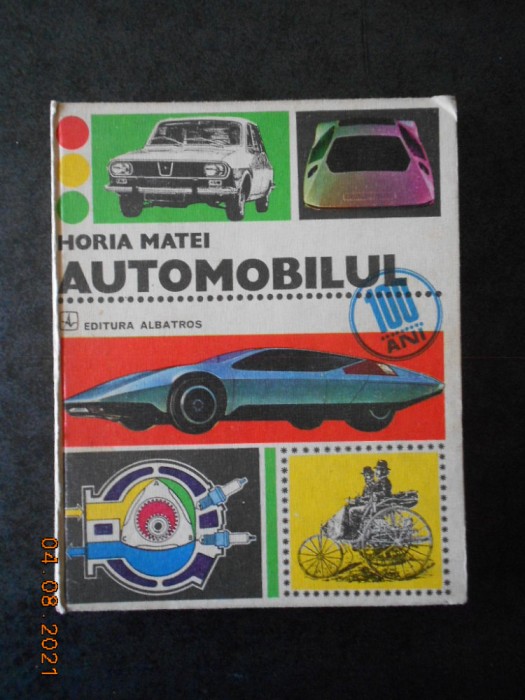 HORIA MATEI
AUTOMOBILUL
100
ANI
EDITURA ALBATROS
04.08.2021